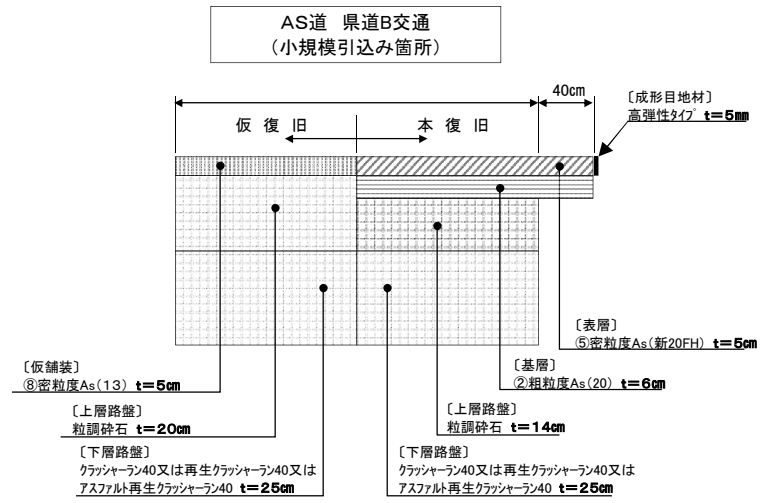 AS道 県道B交通
(小規模引込み箇所)
40cm
〔成形目地材〕
高弾性ﾀｲﾌﾟ t=5mm
仮 復 旧
本 復 旧
〔表層〕
⑤密粒度As(新20FH) t=5cm
〔仮舗装〕
⑧密粒度As(13) t=5cm
〔基層〕
②粗粒度As(20) t=6cm
〔上層路盤〕
粒調砕石 t=20cm
〔上層路盤〕
粒調砕石 t=14cm
〔下層路盤〕
ｸﾗｯｼｬｰﾗﾝ40又は再生ｸﾗｯｼｬｰﾗﾝ40又は
ｱｽﾌｧﾙﾄ再生ｸﾗｯｼｬｰﾗﾝ40 t=25cm
〔下層路盤〕
ｸﾗｯｼｬｰﾗﾝ40又は再生ｸﾗｯｼｬｰﾗﾝ40又は
ｱｽﾌｧﾙﾄ再生ｸﾗｯｼｬｰﾗﾝ40 t=25cm